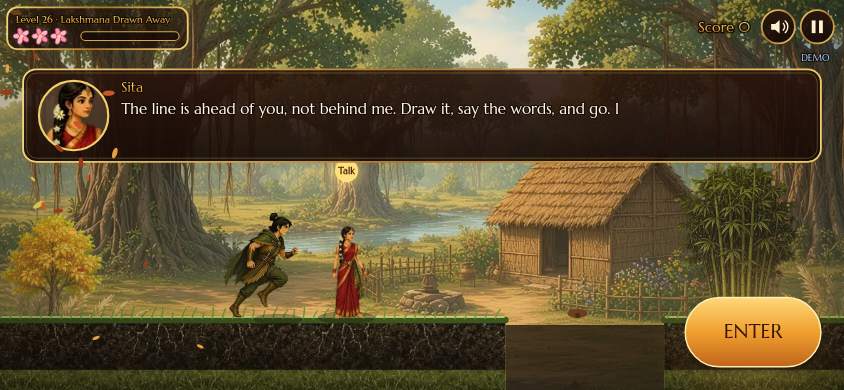 Level 26 · Lakshmana Drawn Away
Score 0
DEMO
Sita
The line is ahead of you, not behind me. Draw it, say the words, and go. I
Talk
ENTER